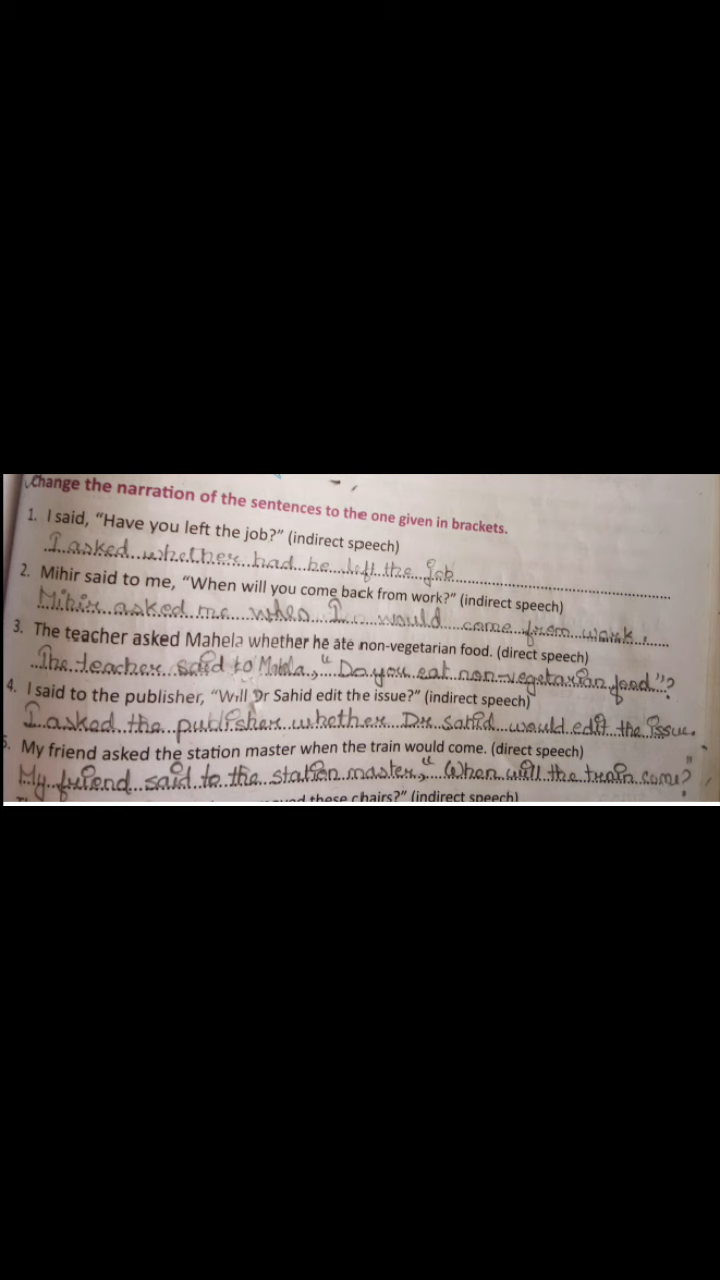 Change the narration of the sentences to the one given in brackets.
1. I said, "Have you left the job?" (indirect speech)
I asked whether had he left the job
2. Mihir said to me, "When will you come back from work?" (indirect speech)
Mihir asked me when I would come from work.
3. The teacher asked Mahela whether he ate non-vegetarian food. (direct speech)
The teacher said to Mahela, "Do you eat non-vegetarian food"?
4. I said to the publisher, "Will Dr Sahid edit the issue?" (indirect speech)
I asked the publisher whether Dr. sahid would edit the issue.
5. My friend asked the station master when the train would come. (direct speech)
My friend said to the station master, "When will the train come?"
these chairs?" (indirect speech)